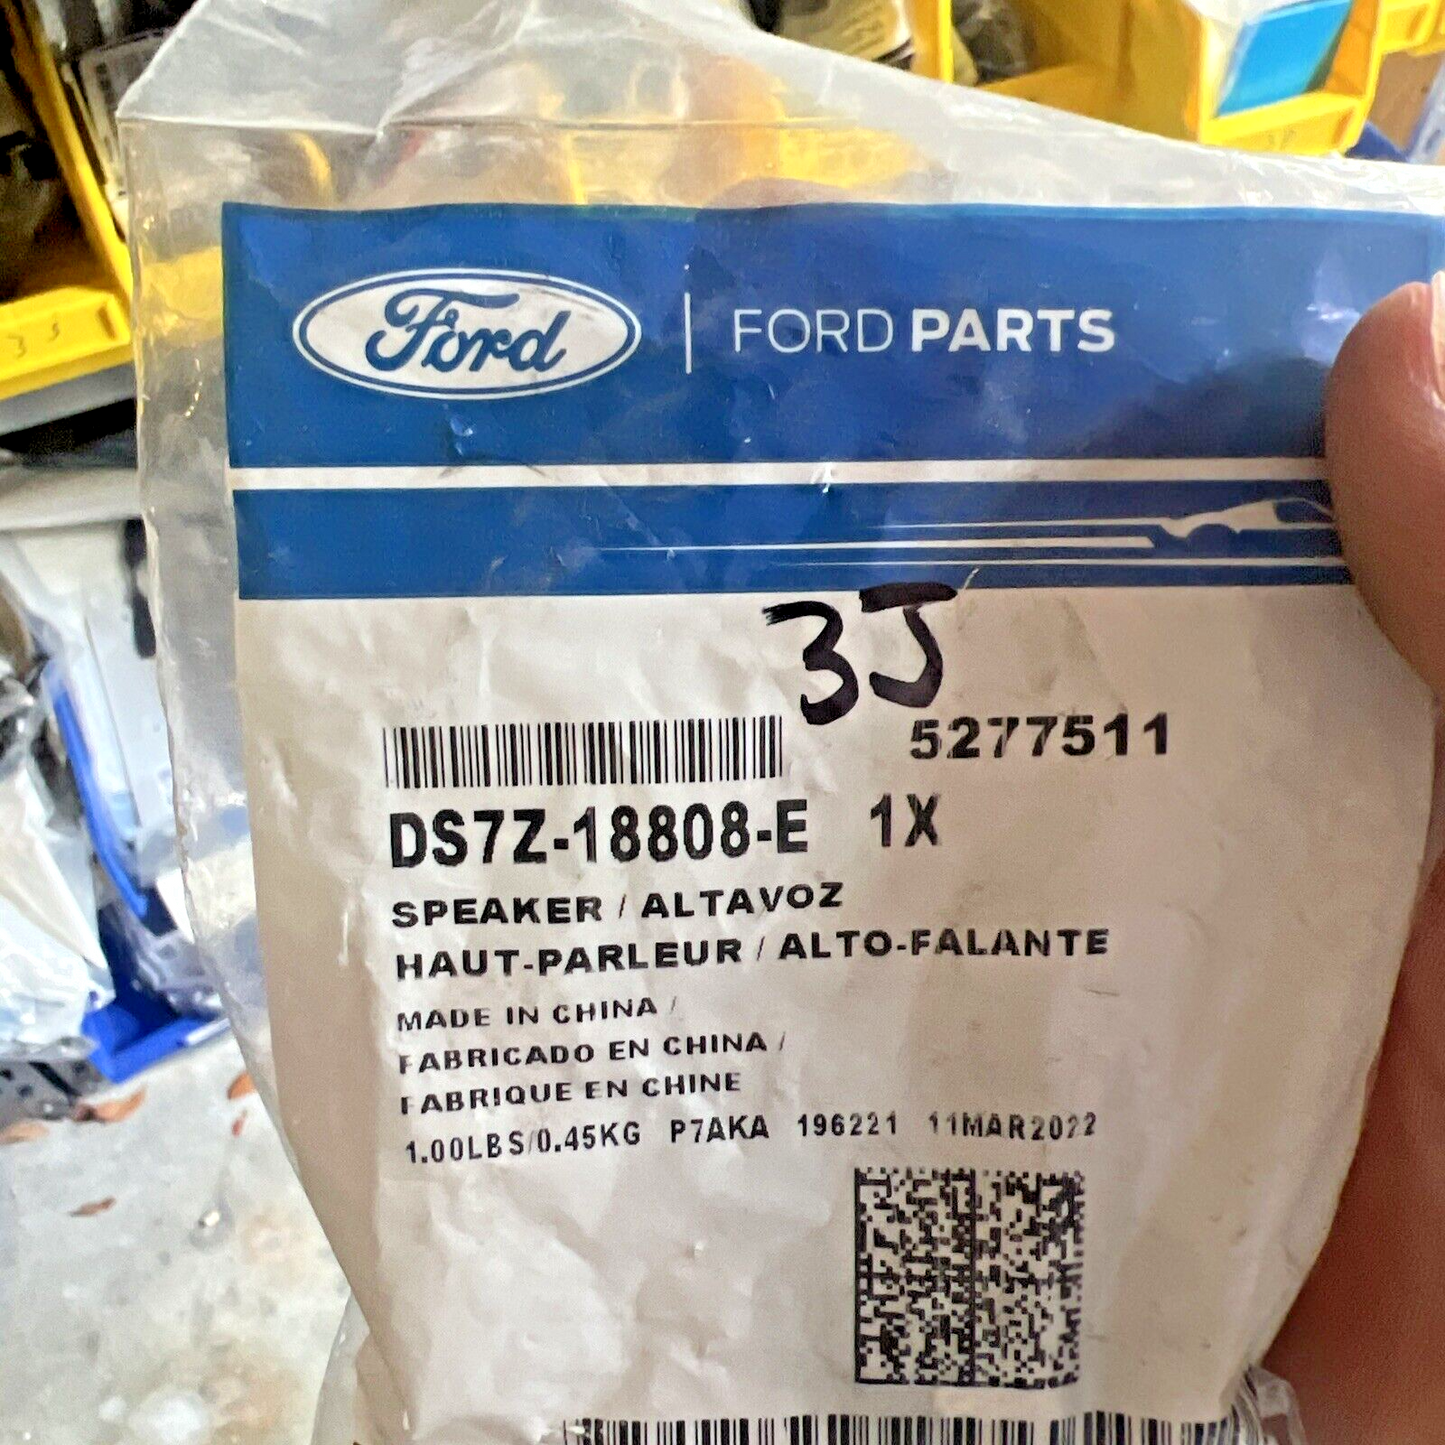 Ford | FORD PARTS
3J
5277511
DS7Z-18808-E 1X
SPEAKER / ALTAVOZ
HAUT-PARLEUR / ALTO-FALANTE
MADE IN CHINA /
FABRICADO EN CHINA /
FABRIQUE EN CHINE
1.00LBS/0.45KG P7AKA 196221 11MAR2022